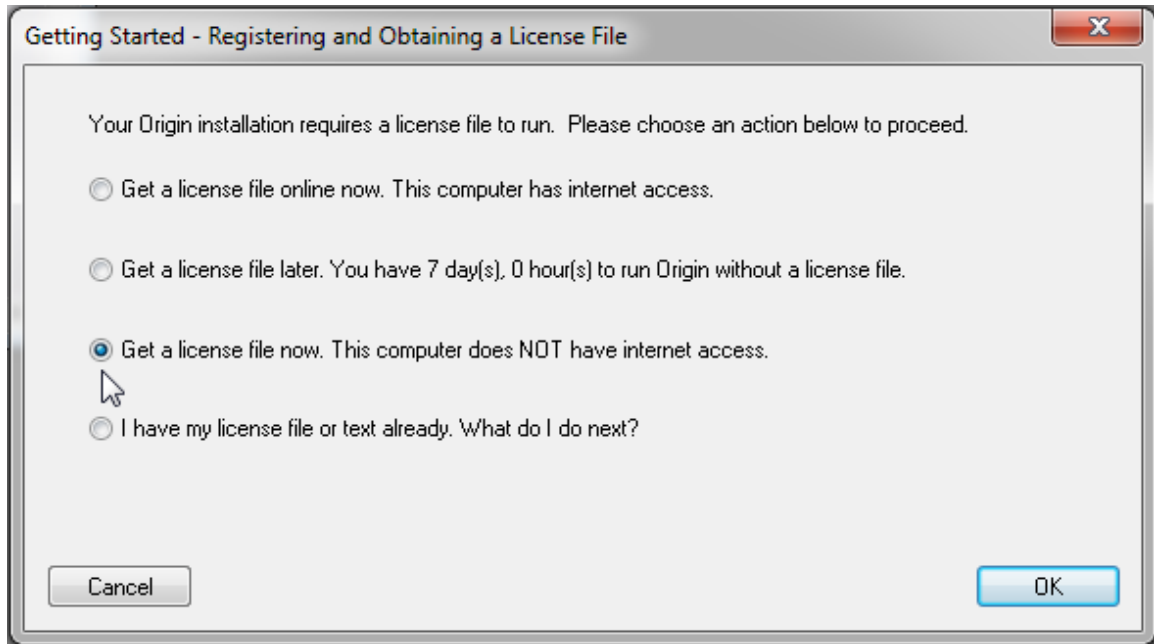 Getting Started - Registering and Obtaining a License File
Your Origin installation requires a license file to run.  Please choose an action below to proceed.
Get a license file online now. This computer has internet access.
Get a license file later. You have 7 day(s), 0 hour(s) to run Origin without a license file.
Get a license file now. This computer does NOT have internet access.
I have my license file or text already. What do I do next?
Cancel
OK